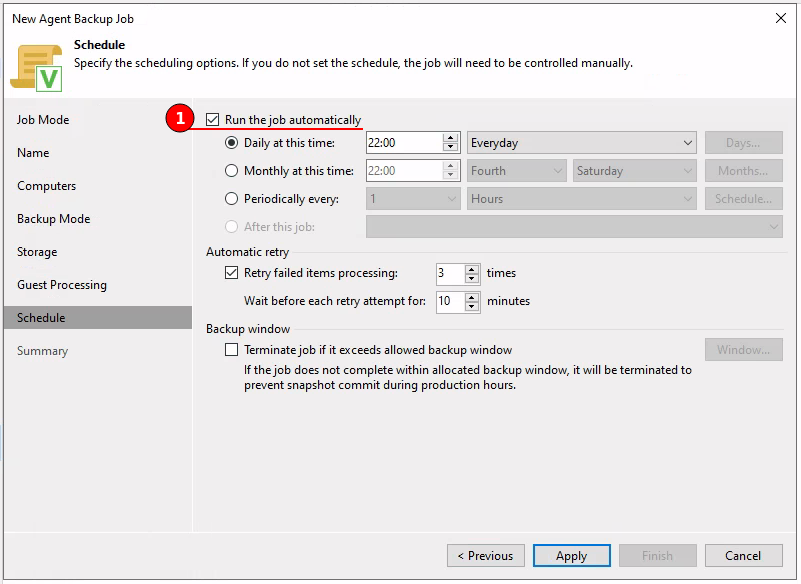 New Agent Backup Job
V
Schedule
Specify the scheduling options. If you do not set the schedule, the job will need to be controlled manually.
Job Mode
Name
Computers
Backup Mode
Storage
Guest Processing
Schedule
Summary
1 Run the job automatically
Daily at this time: 22:00 Everyday Days...
Monthly at this time: 22:00 Fourth Saturday Months...
Periodically every: 1 Hours Schedule...
After this job:
Automatic retry
Retry failed items processing: 3 times
Wait before each retry attempt for: 10 minutes
Backup window
Terminate job if it exceeds allowed backup window Window...
If the job does not complete within allocated backup window, it will be terminated to
prevent snapshot commit during production hours.
< Previous Apply Finish Cancel